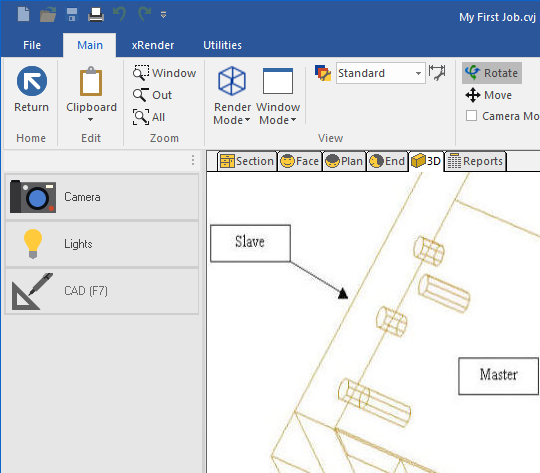 My First Job.cvj
File Main xRender Utilities
Return
Home
Clipboard
Edit
Window
Out
All
Zoom
Render Mode
Window Mode
Standard
View
Rotate
Move
Camera Mo
Section Face Plan End 3D Reports
Camera
Lights
CAD (F7)
Slave
Master